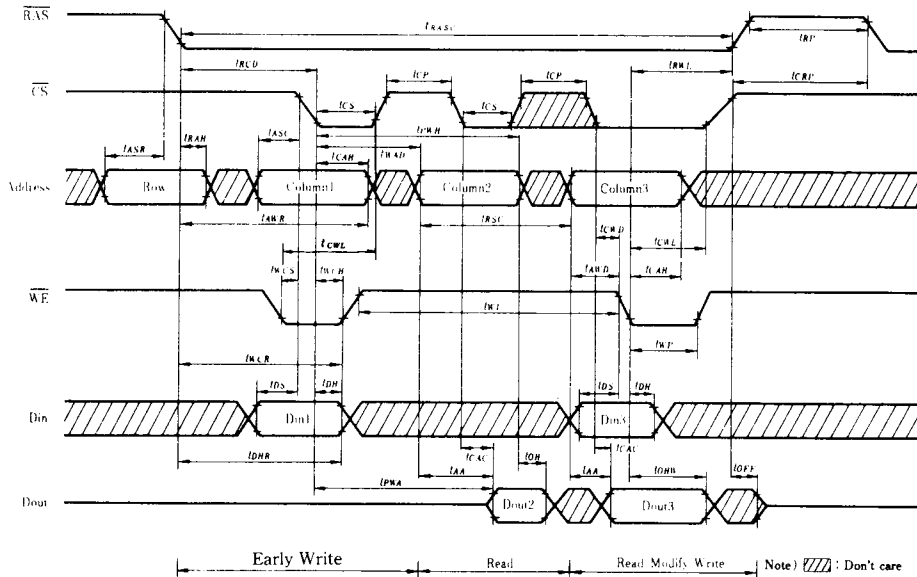 RAS
tRASC
tRP
tRCD
tRWL
tCP
tCP
tCRP
CS
tCS
tCS
tASC
tRAH
tASR
tPWH
tWAD
tCAH
Address
Row
Column1
Column2
Column3
tAWR
tRSC
tCWD
tCWL
tCWL
tAWD
tCAH
tWCS
tWCH
WE
tWI
tWCR
tWP
tDS
tDH
tDS
tDH
Din
Din1
Din3
tDHR
tCAC
tCAC
tAA
tOH
tAA
tOHW
tOFF
tPWA
Dout
Dout2
Dout3
Early Write
Read
Read Modify Write
Note) : Don't care